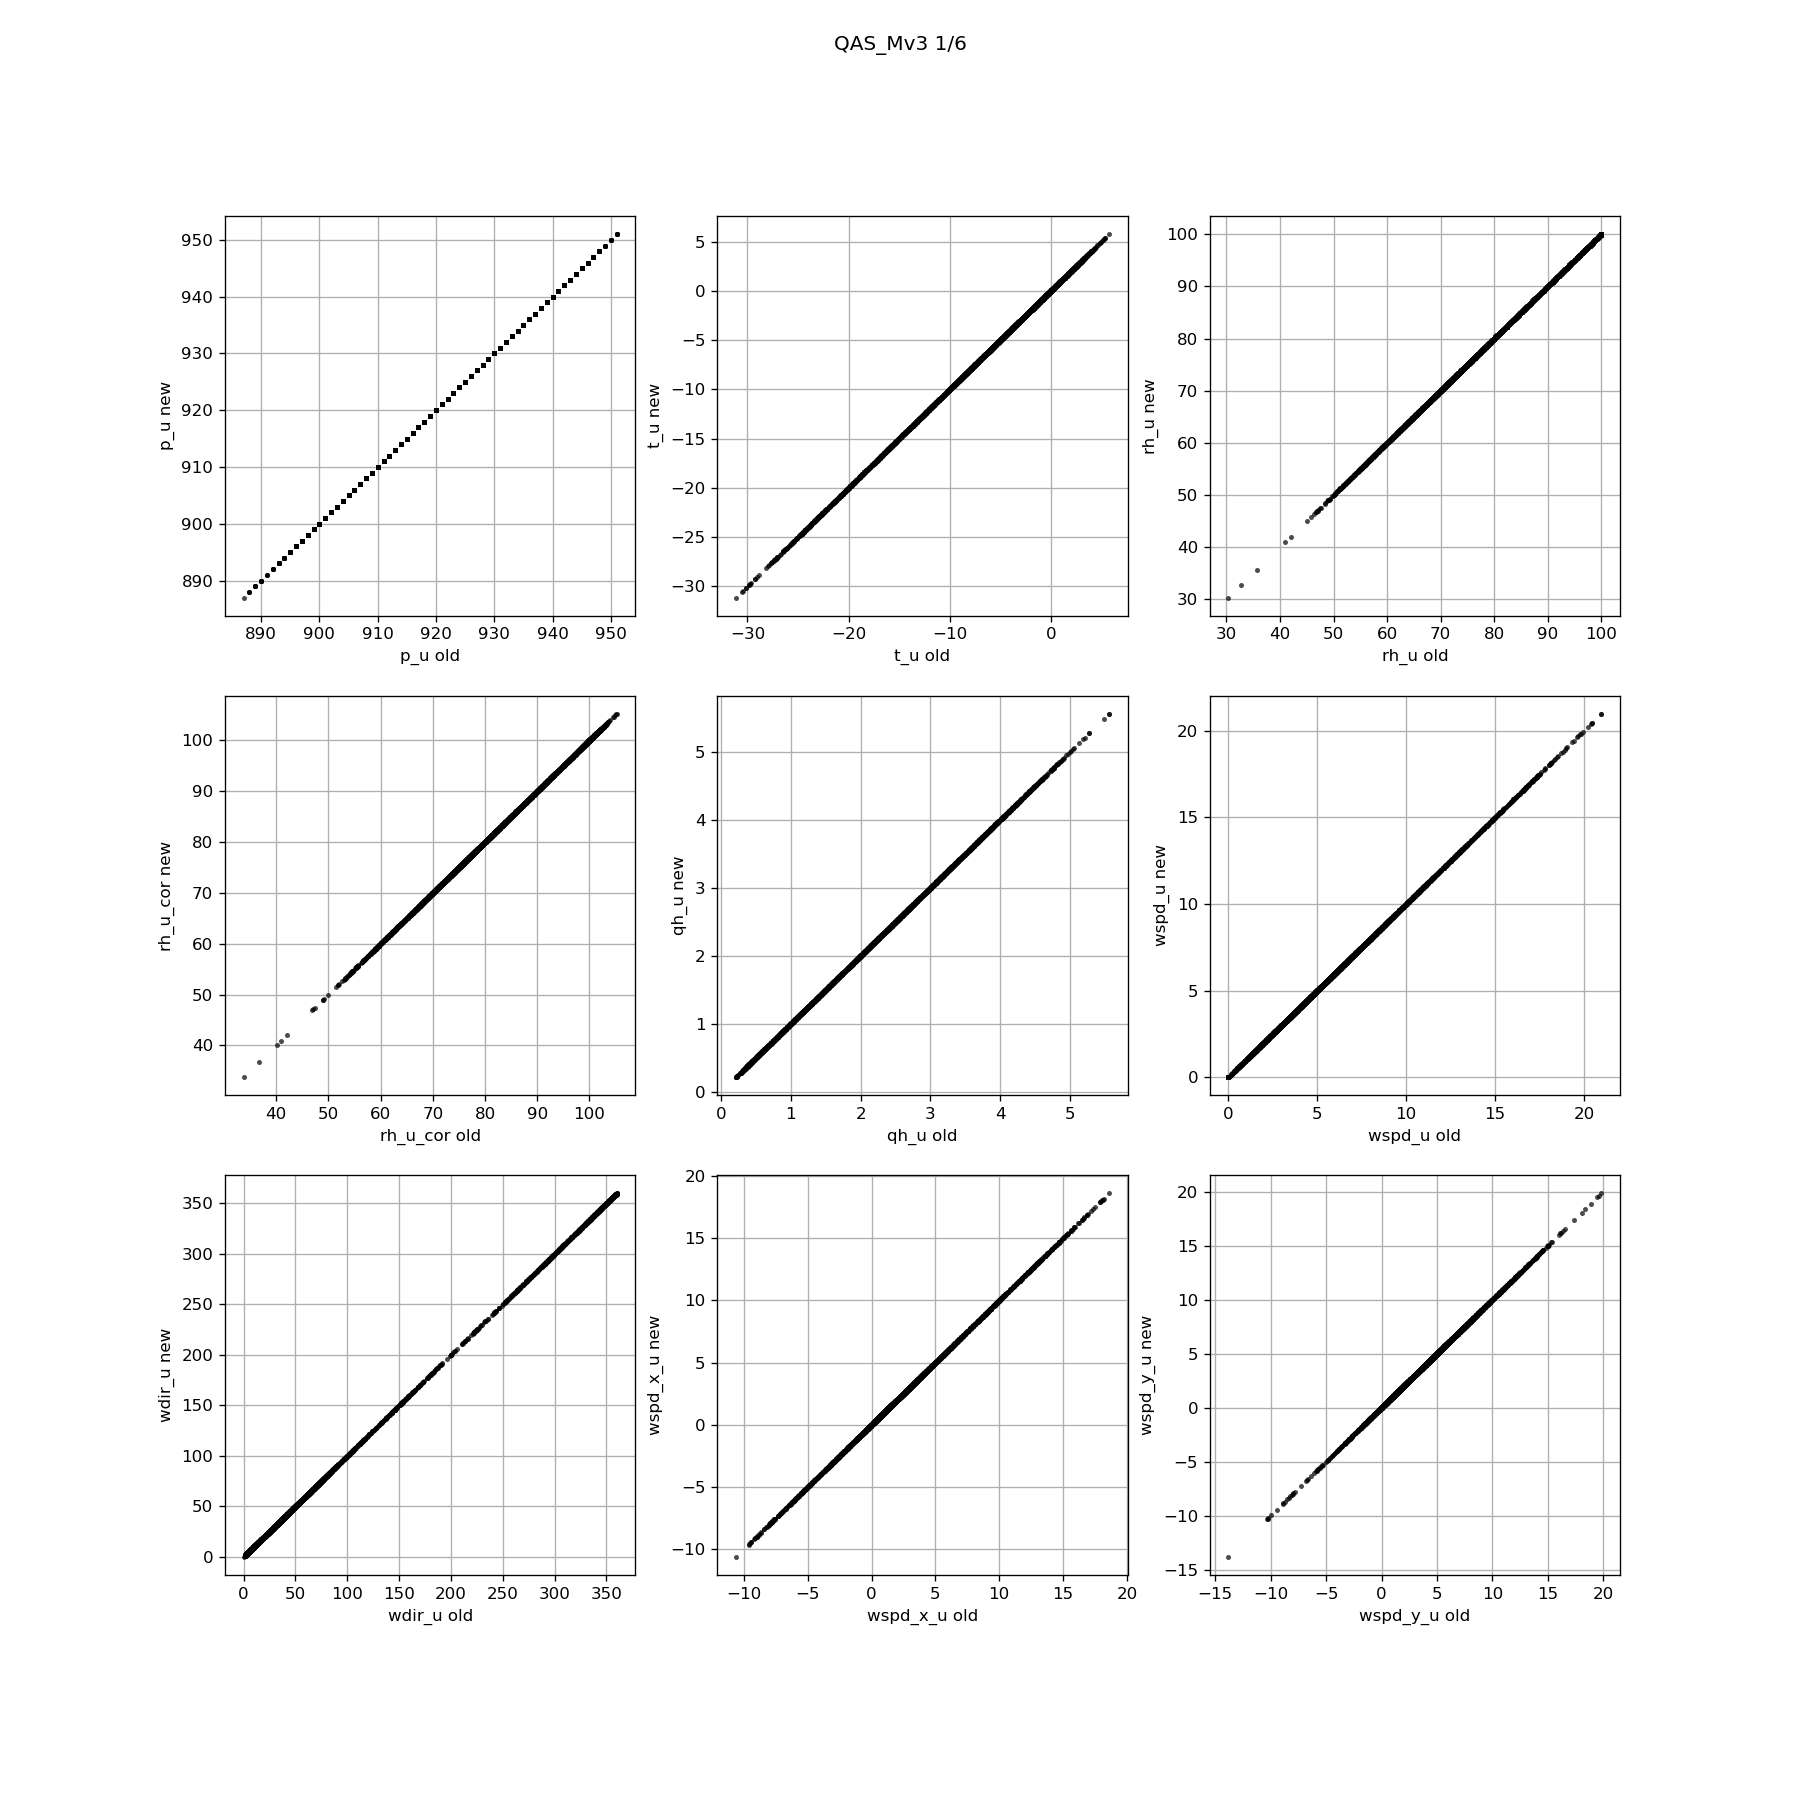 QAS_Mv3 1/6
950
940
930
920
910
900
890
p_u new
890 900 910 920 930 940 950
p_u old
5
0
−5
−10
−15
−20
−25
−30
t_u new
−30 −20 −10 0
t_u old
100
90
80
70
60
50
40
30
rh_u new
30 40 50 60 70 80 90 100
rh_u old
100
90
80
70
60
50
40
rh_u_cor new
40 50 60 70 80 90 100
rh_u_cor old
5
4
3
2
1
0
qh_u new
0 1 2 3 4 5
qh_u old
20
15
10
5
0
wspd_u new
0 5 10 15 20
wspd_u old
350
300
250
200
150
100
50
0
wdir_u new
0 50 100 150 200 250 300 350
wdir_u old
20
15
10
5
0
−5
−10
wspd_x_u new
−10 −5 0 5 10 15 20
wspd_x_u old
20
15
10
5
0
−5
−10
−15
wspd_y_u new
−15 −10 −5 0 5 10 15 20
wspd_y_u old